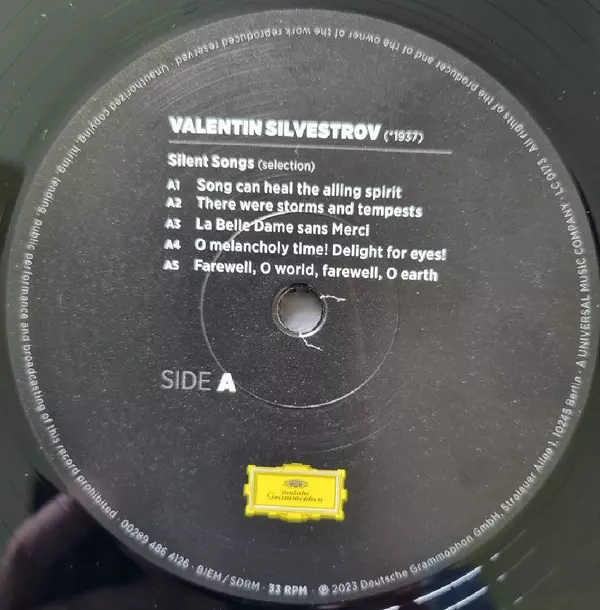 VALENTIN SILVESTROV (*1937)
Silent Songs (selection)
A1 Song can heal the ailing spirit
A2 There were storms and tempests
A3 La Belle Dame sans Merci
A4 O melancholy time! Delight for eyes!
A5 Farewell, O world, farewell, O earth
SIDE A
Deutsche
Grammophon
00289 486 4126 · BIEM/SDRM · 33 RPM · ℗ 2023 Deutsche Grammophon GmbH, Stralauer Allee 1, 10245 Berlin · A UNIVERSAL MUSIC COMPANY · LC 0173 · All rights of the producer and of the owner of the work reproduced reserved. Unauthorized copying, hiring, lending, public performance and broadcasting of this record prohibited